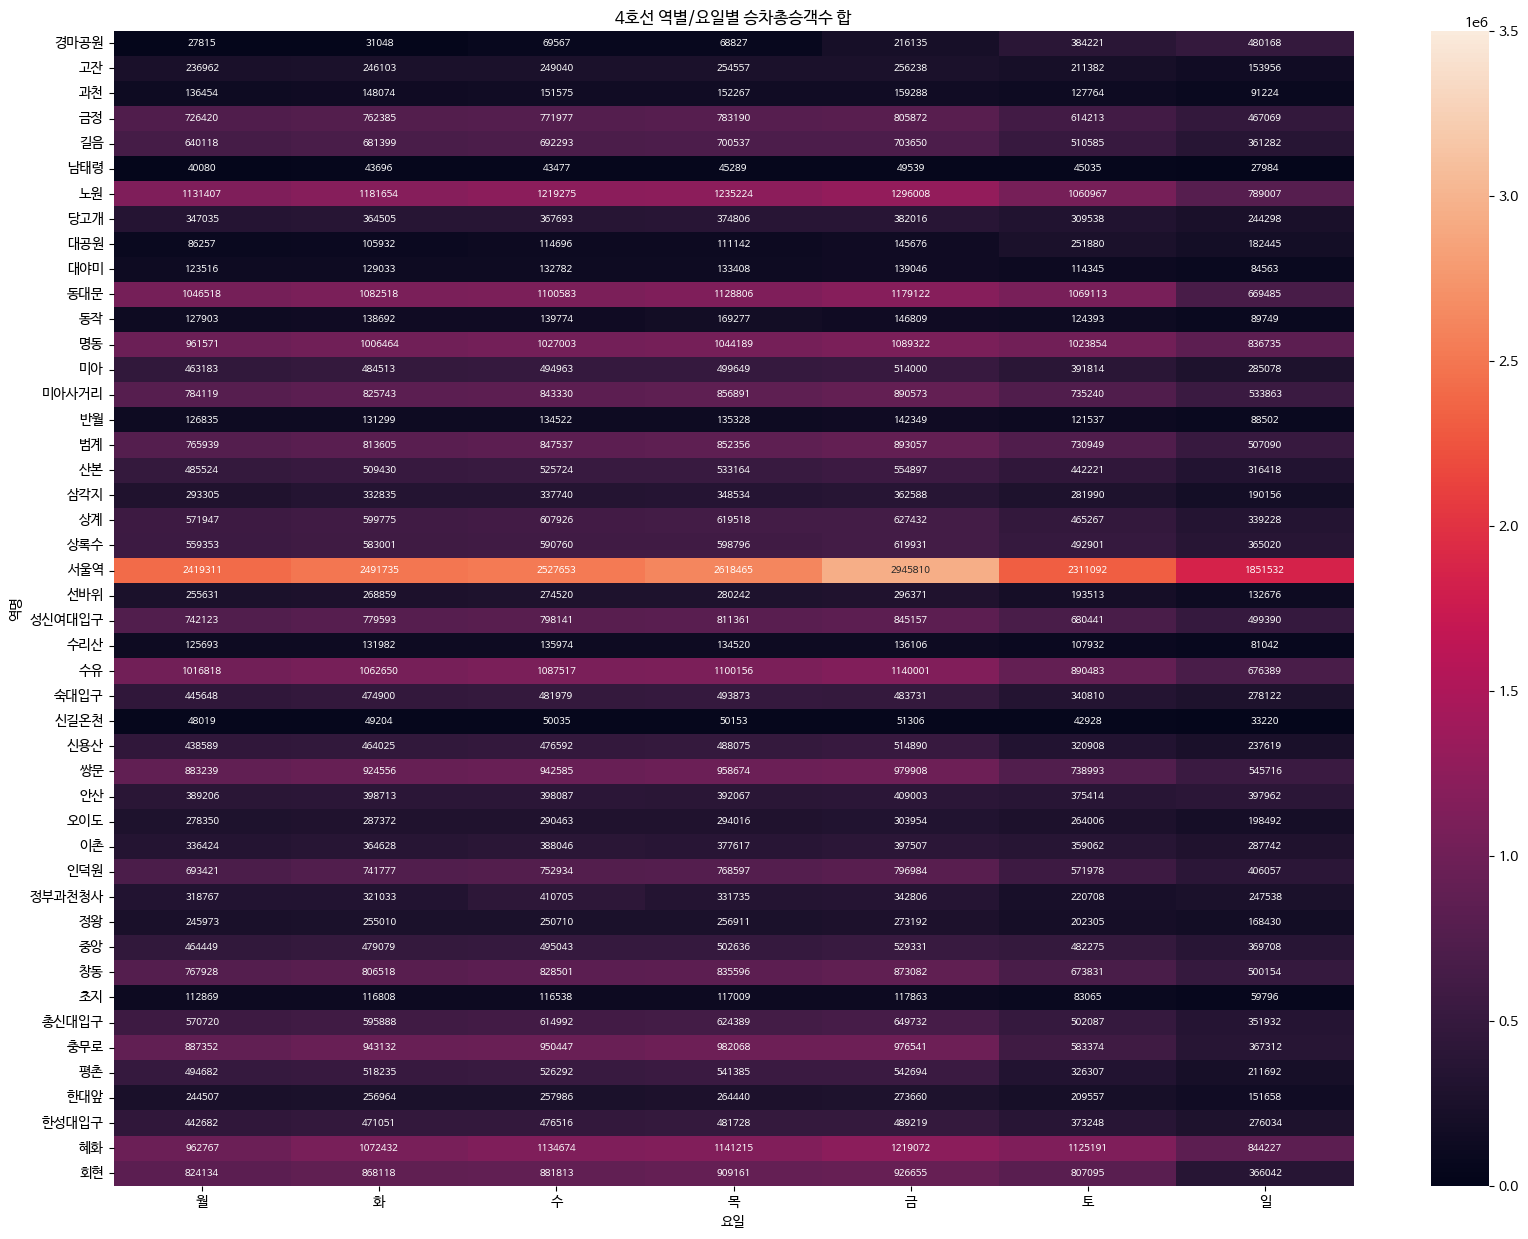 4호선 역별/요일별 승차총승객수 합
1e6
경마공원 27815 31048 69567 68827 216135 384221 480168
고잔 236962 246103 249040 254557 256238 211382 153956
과천 136454 148074 151575 152267 159288 127764 91224
금정 726420 762385 771977 783190 805872 614213 467069
길음 640118 681399 692293 700537 703650 510585 361282
남태령 40080 43696 43477 45289 49539 45035 27984
노원 1131407 1181654 1219275 1235224 1296008 1060967 789007
당고개 347035 364505 367693 374806 382016 309538 244298
대공원 86257 105932 114696 111142 145676 251880 182445
대야미 123516 129033 132782 133408 139046 114345 84563
동대문 1046518 1082518 1100583 1128806 1179122 1069113 669485
동작 127903 138692 139774 169277 146809 124393 89749
명동 961571 1006464 1027003 1044189 1089322 1023854 836735
미아 463183 484513 494963 499649 514000 391814 285078
미아사거리 784119 825743 843330 856891 890573 735240 533863
반월 126835 131299 134522 135328 142349 121537 88502
범계 765939 813605 847537 852356 893057 730949 507090
산본 485524 509430 525724 533164 554897 442221 316418
삼각지 293305 332835 337740 348534 362588 281990 190156
상계 571947 599775 607926 619518 627432 465267 339228
상록수 559353 583001 590760 598796 619931 492901 365020
서울역 2419311 2491735 2527653 2618465 2945810 2311092 1851532
선바위 255631 268859 274520 280242 296371 193513 132676
성신여대입구 742123 779593 798141 811361 845157 680441 499390
수리산 125693 131982 135974 134520 136106 107932 81042
수유 1016818 1062650 1087517 1100156 1140001 890483 676389
숙대입구 445648 474900 481979 493873 483731 340810 278122
신길온천 48019 49204 50035 50153 51306 42928 33220
신용산 438589 464025 476592 488075 514890 320908 237619
쌍문 883239 924556 942585 958674 979908 738993 545716
안산 389206 398713 398087 392067 409003 375414 397962
오이도 278350 287372 290463 294016 303954 264006 198492
이촌 336424 364628 388046 377617 397507 359062 287742
인덕원 693421 741777 752934 768597 796984 571978 406057
정부과천청사 318767 321033 410705 331735 342806 220708 247538
정왕 245973 255010 250710 256911 273192 202305 168430
중앙 464449 479079 495043 502636 529331 482275 369708
창동 767928 806518 828501 835596 873082 673831 500154
초지 112869 116808 116538 117009 117863 83065 59796
총신대입구 570720 595888 614992 624389 649732 502087 351932
충무로 887352 943132 950447 982068 976541 583374 367312
평촌 494682 518235 526292 541385 542694 326307 211692
한대앞 244507 256964 257986 264440 273660 209557 151658
한성대입구 442682 471051 476516 481728 489219 373248 276034
혜화 962767 1072432 1134674 1141215 1219072 1125191 844227
회현 824134 868118 881813 909161 926655 807095 366042
월 화 수 목 금 토 일
요일
역명
3.5
3.0
2.5
2.0
1.5
1.0
0.5
0.0